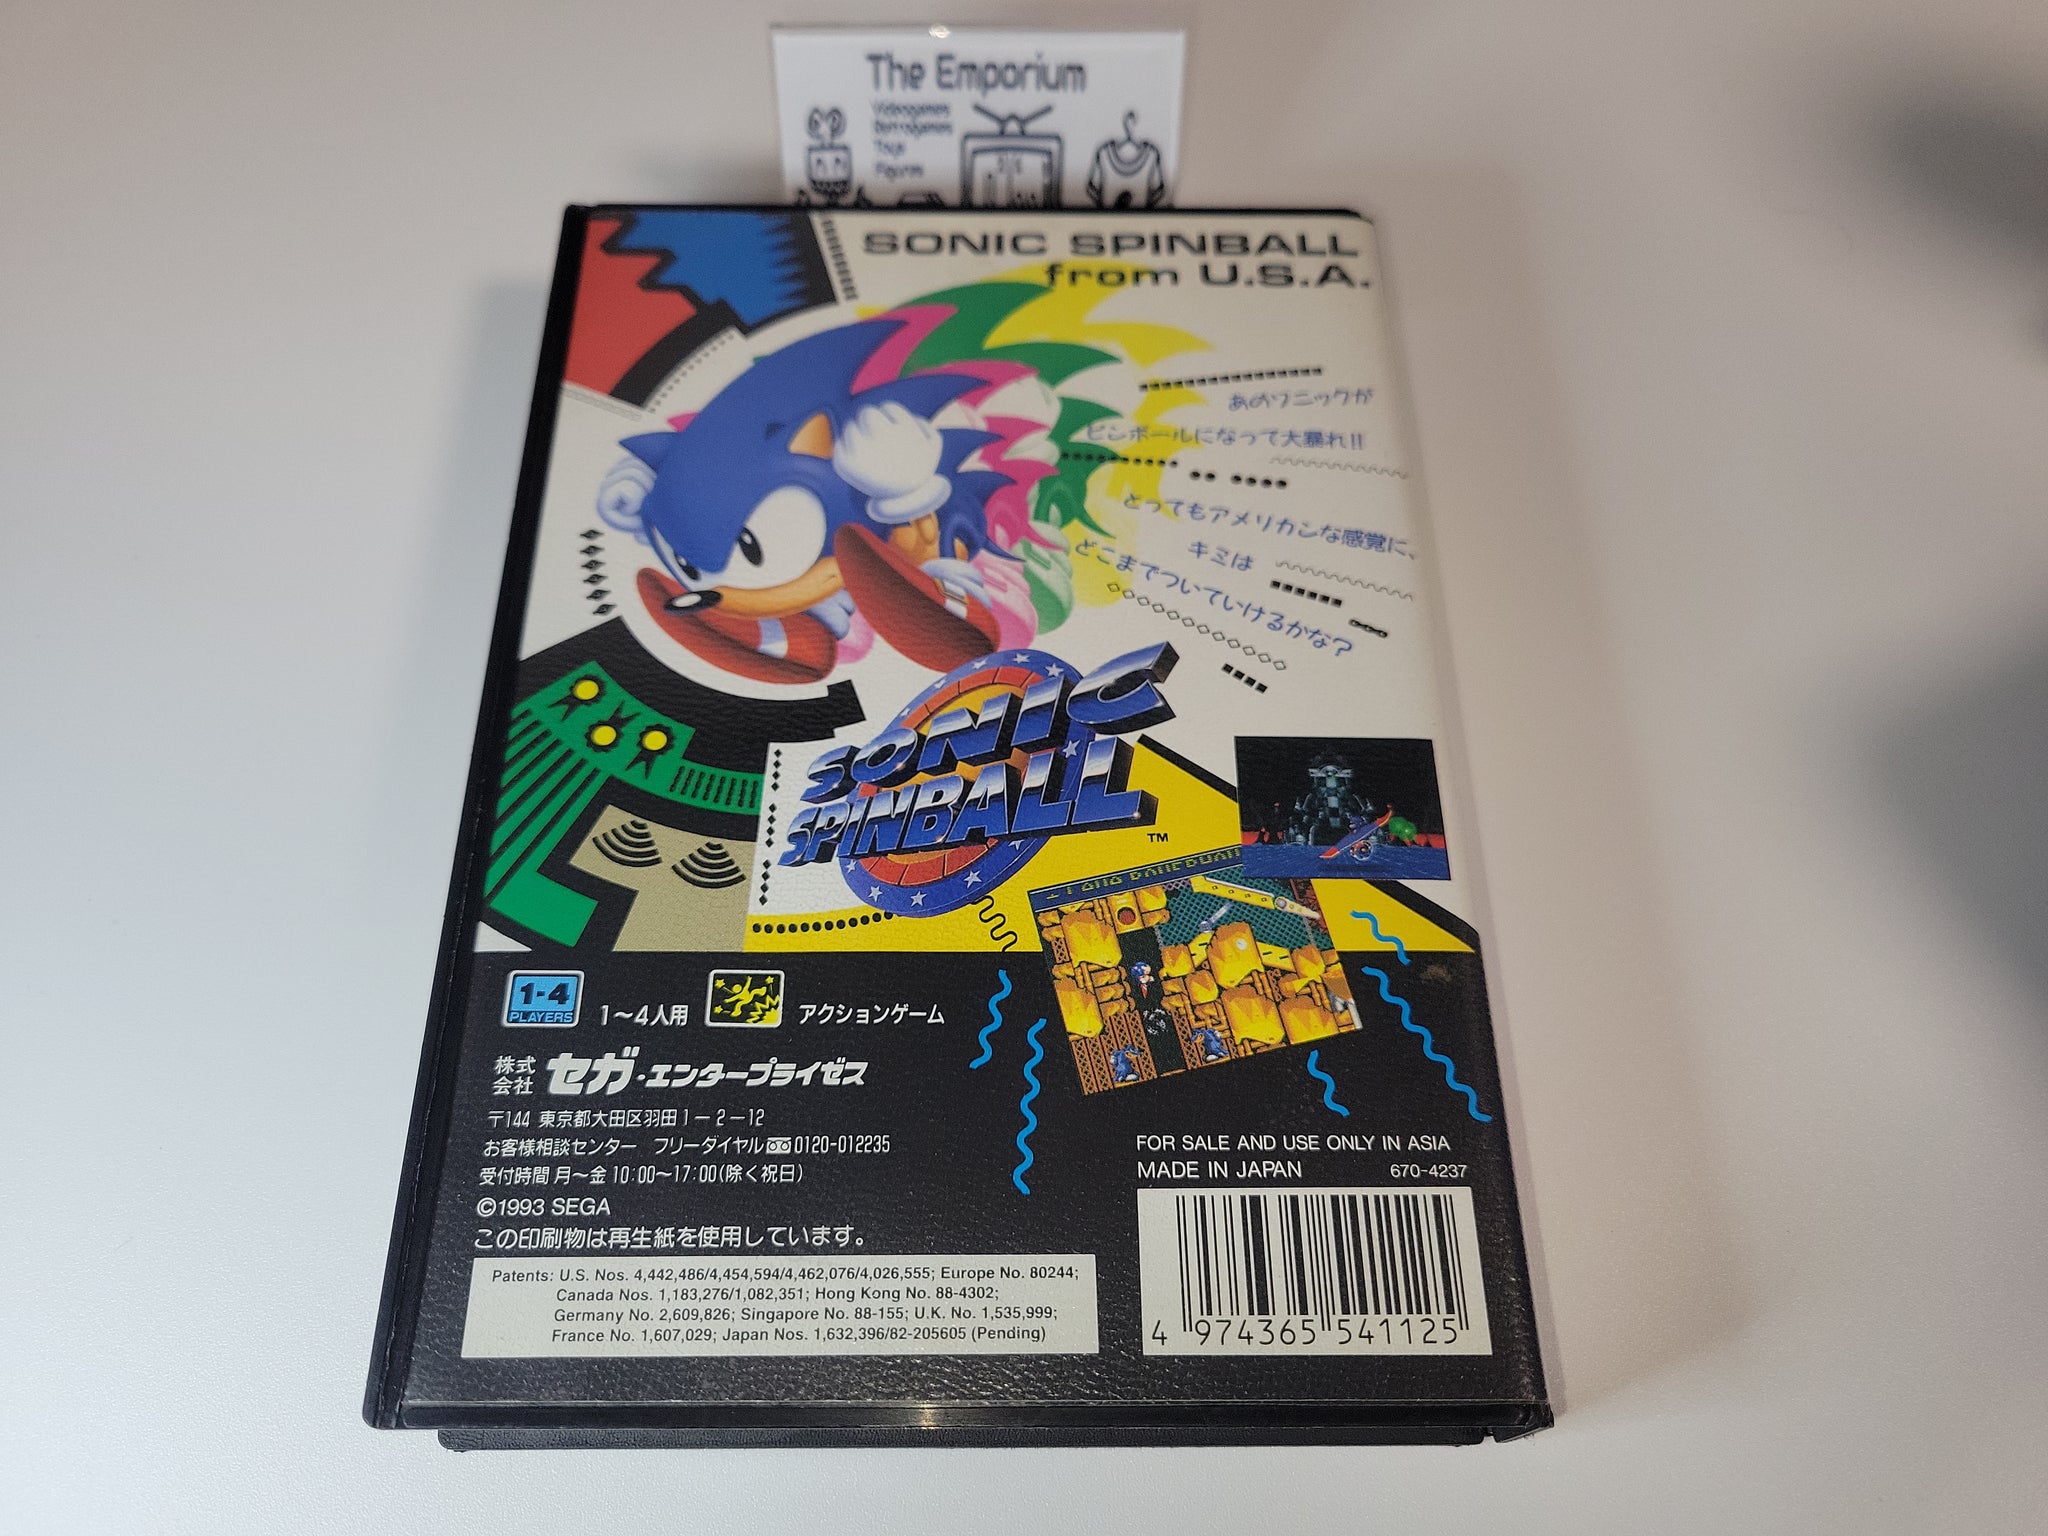 The Emporium
Videogames
Retrogames
Toys
Figures
SONIC SPINBALL
from U.S.A.
あのソニックが
ピンボールになって大暴れ!!
とってもアメリカンな感覚に、
キミは
どこまでついていけるかな?
SONIC
SPINBALL
TM
1-4
PLAYERS
1〜4人用
アクションゲーム
株式会社 セガ・エンタープライゼス
〒144 東京都大田区羽田1-2-12
お客様相談センター フリーダイヤル 0120-012235
受付時間 月〜金 10:00〜17:00(除く祝日)
©1993 SEGA
この印刷物は再生紙を使用しています。
Patents: U.S. Nos. 4,442,486/4,454,594/4,462,076/4,026,555; Europe No. 80244;
Canada Nos. 1,183,276/1,082,351; Hong Kong No. 88-4302;
Germany No. 2,609,826; Singapore No. 88-155; U.K. No. 1,535,999;
France No. 1,607,029; Japan Nos. 1,632,396/82-205605 (Pending)
FOR SALE AND USE ONLY IN ASIA
MADE IN JAPAN 670-4237
4 974365 541125